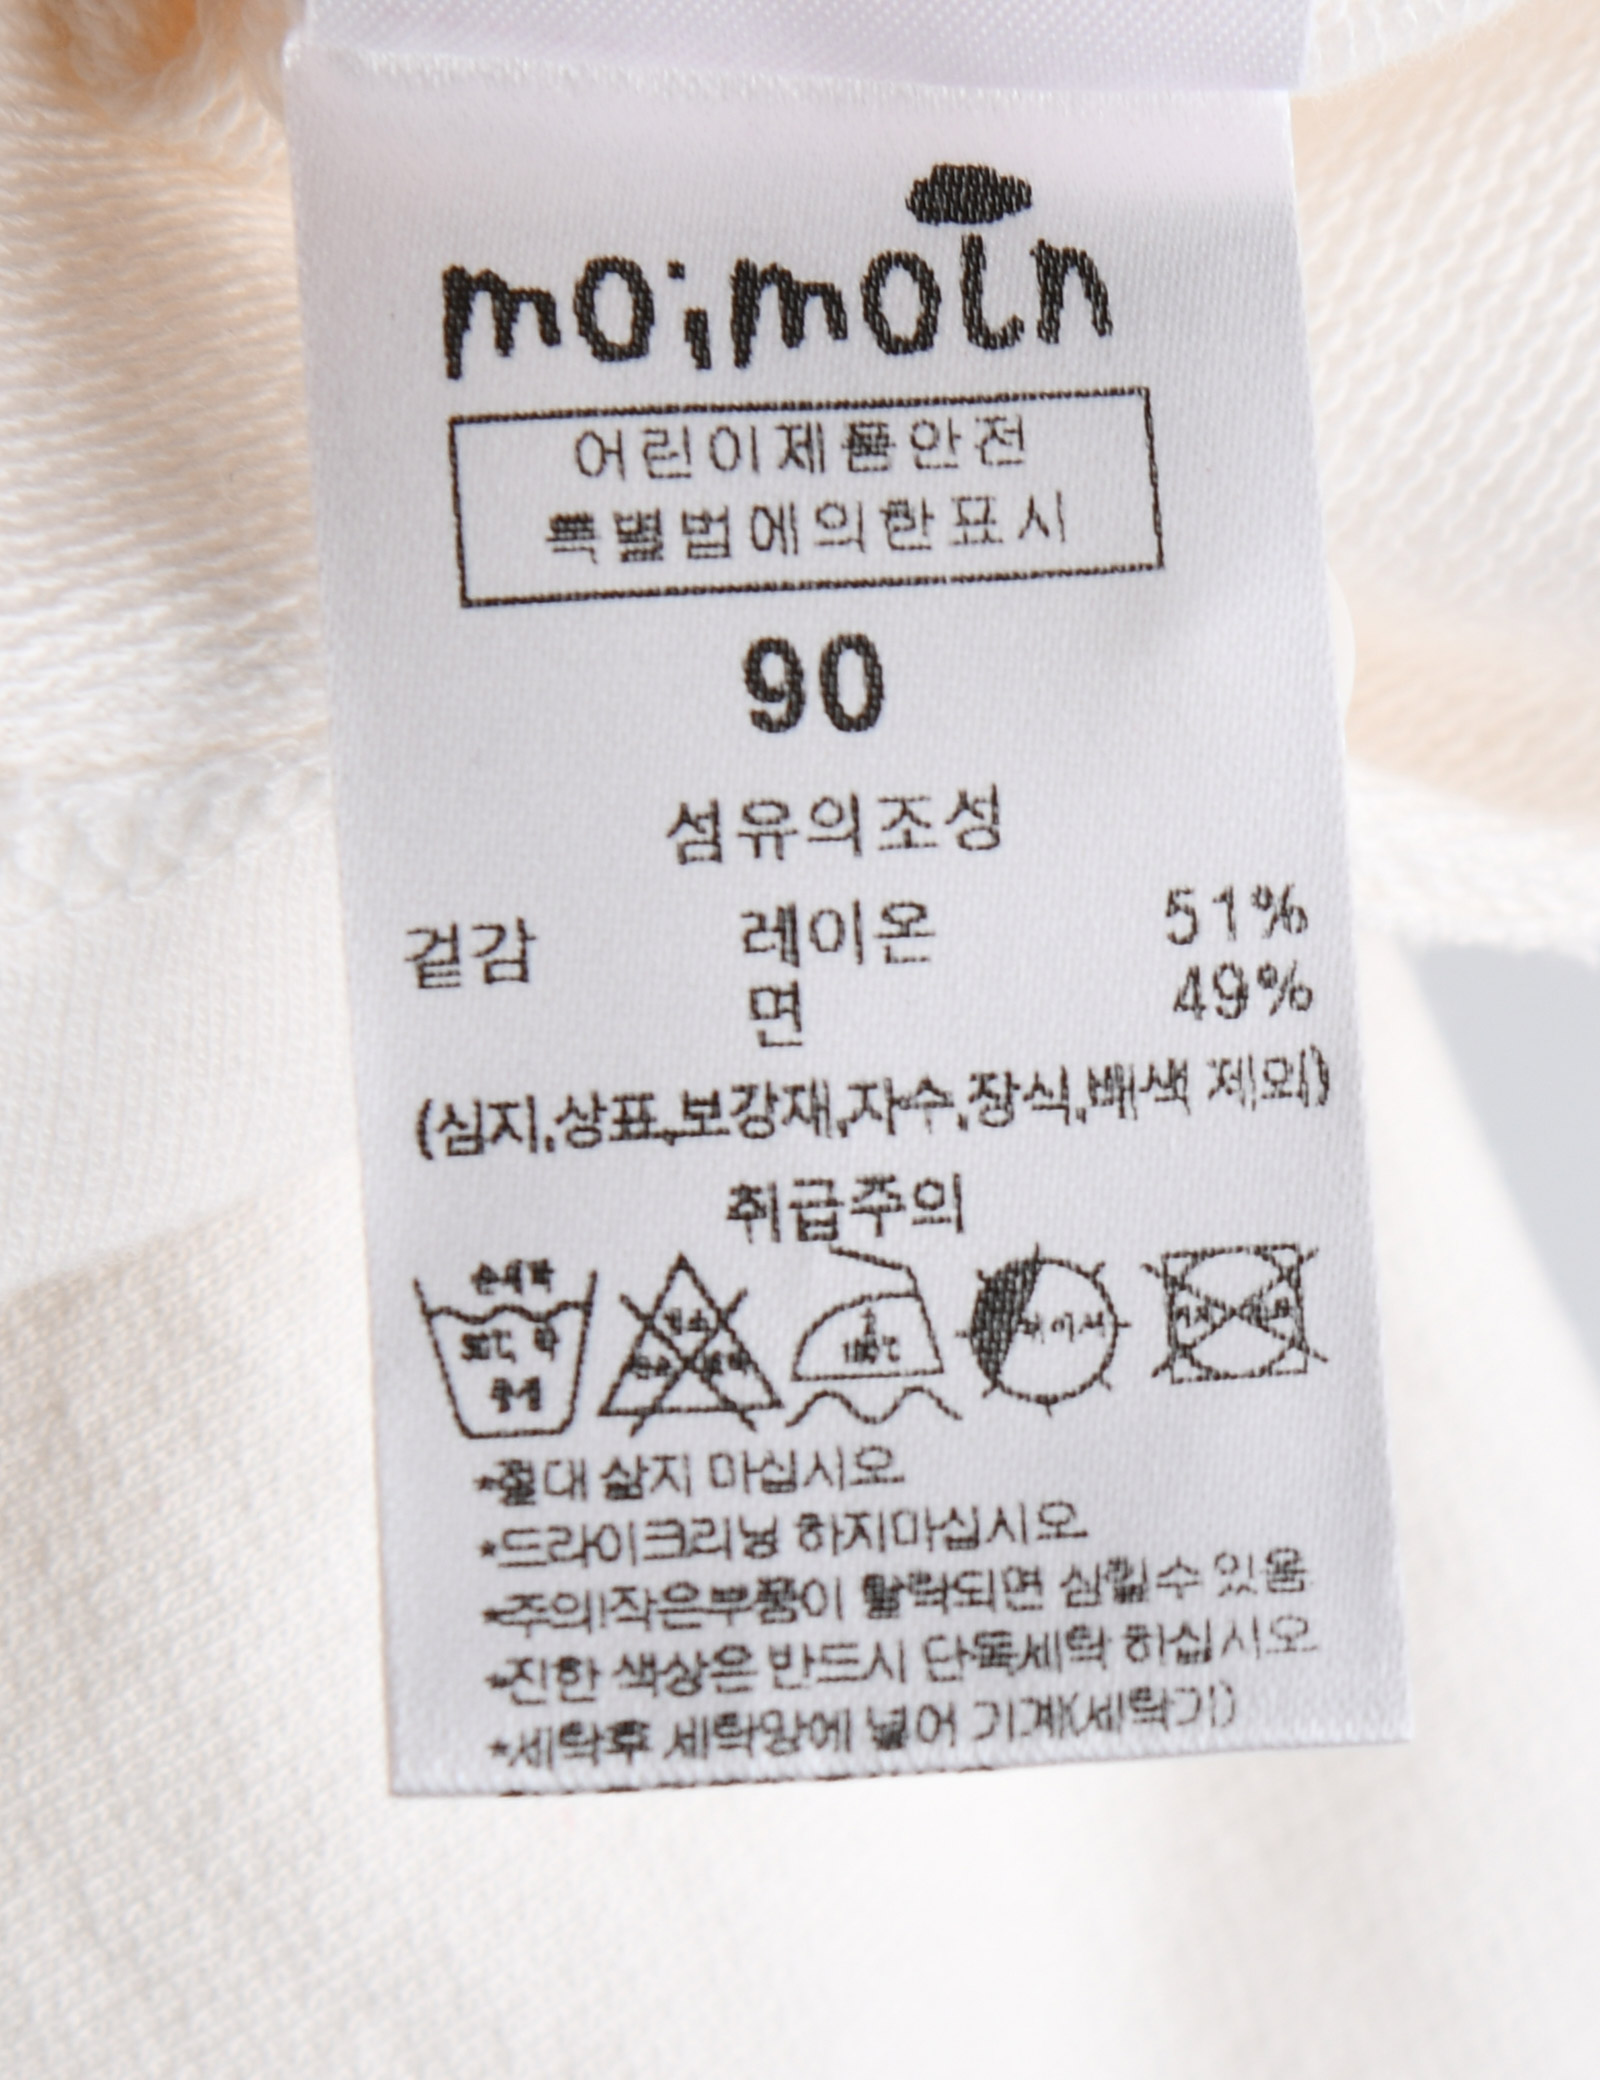 moimoln
어린이제품안전
특별법에의한표시
90
섬유의조성
겉감 레이온 51%
면 49%
(심지,상표,보강재,자수,장식,배색 제외)
취급주의
손세탁
중성
100℃
*절대 삶지 마십시오
*드라이크리닝 하지마십시오
*주의!작은부품이 탈락되면 삼킬수 있음
*진한 색상은 반드시 단독세탁 하십시오
*세탁후 세탁망에 넣어 기계(세탁기)